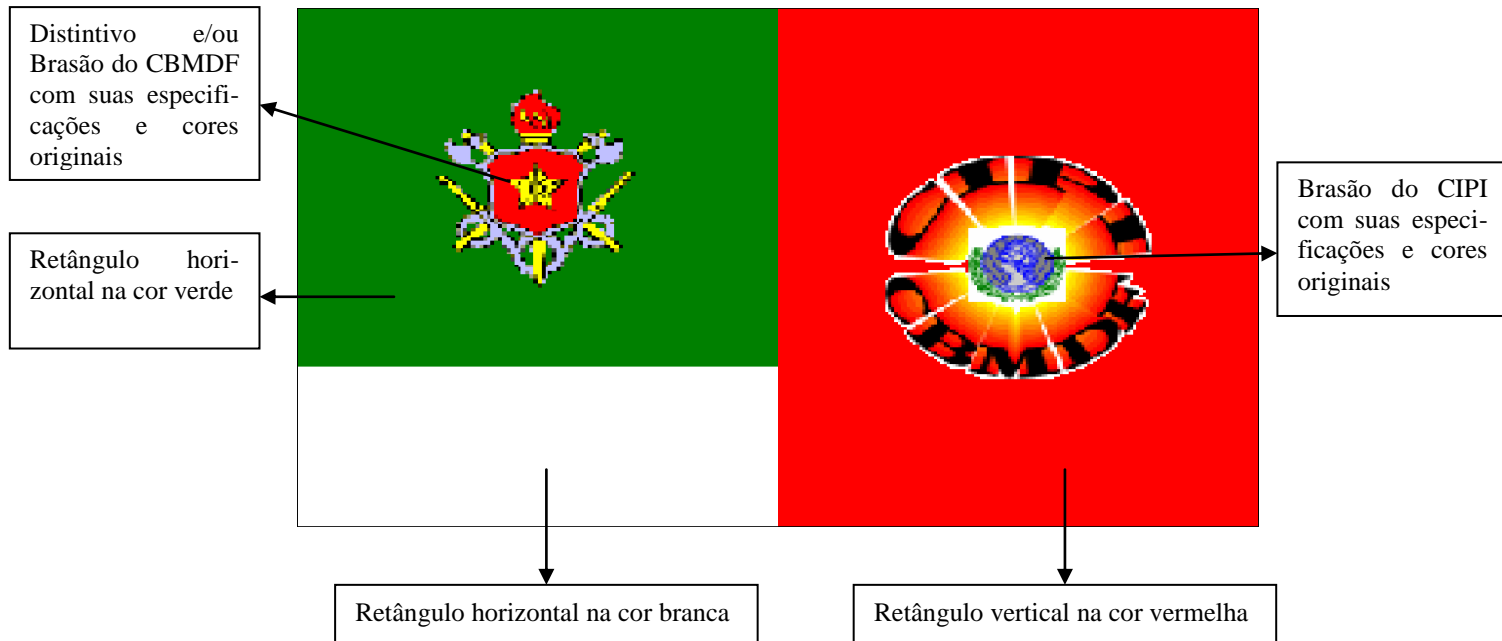 Distintivo e/ou
Brasão do CBMDF
com suas especifi-
cações e cores
originais
Retângulo hori-
zontal na cor verde
Brasão do CIPI
com suas especi-
ficações e cores
originais
CBMDF
Retângulo horizontal na cor branca
Retângulo vertical na cor vermelha